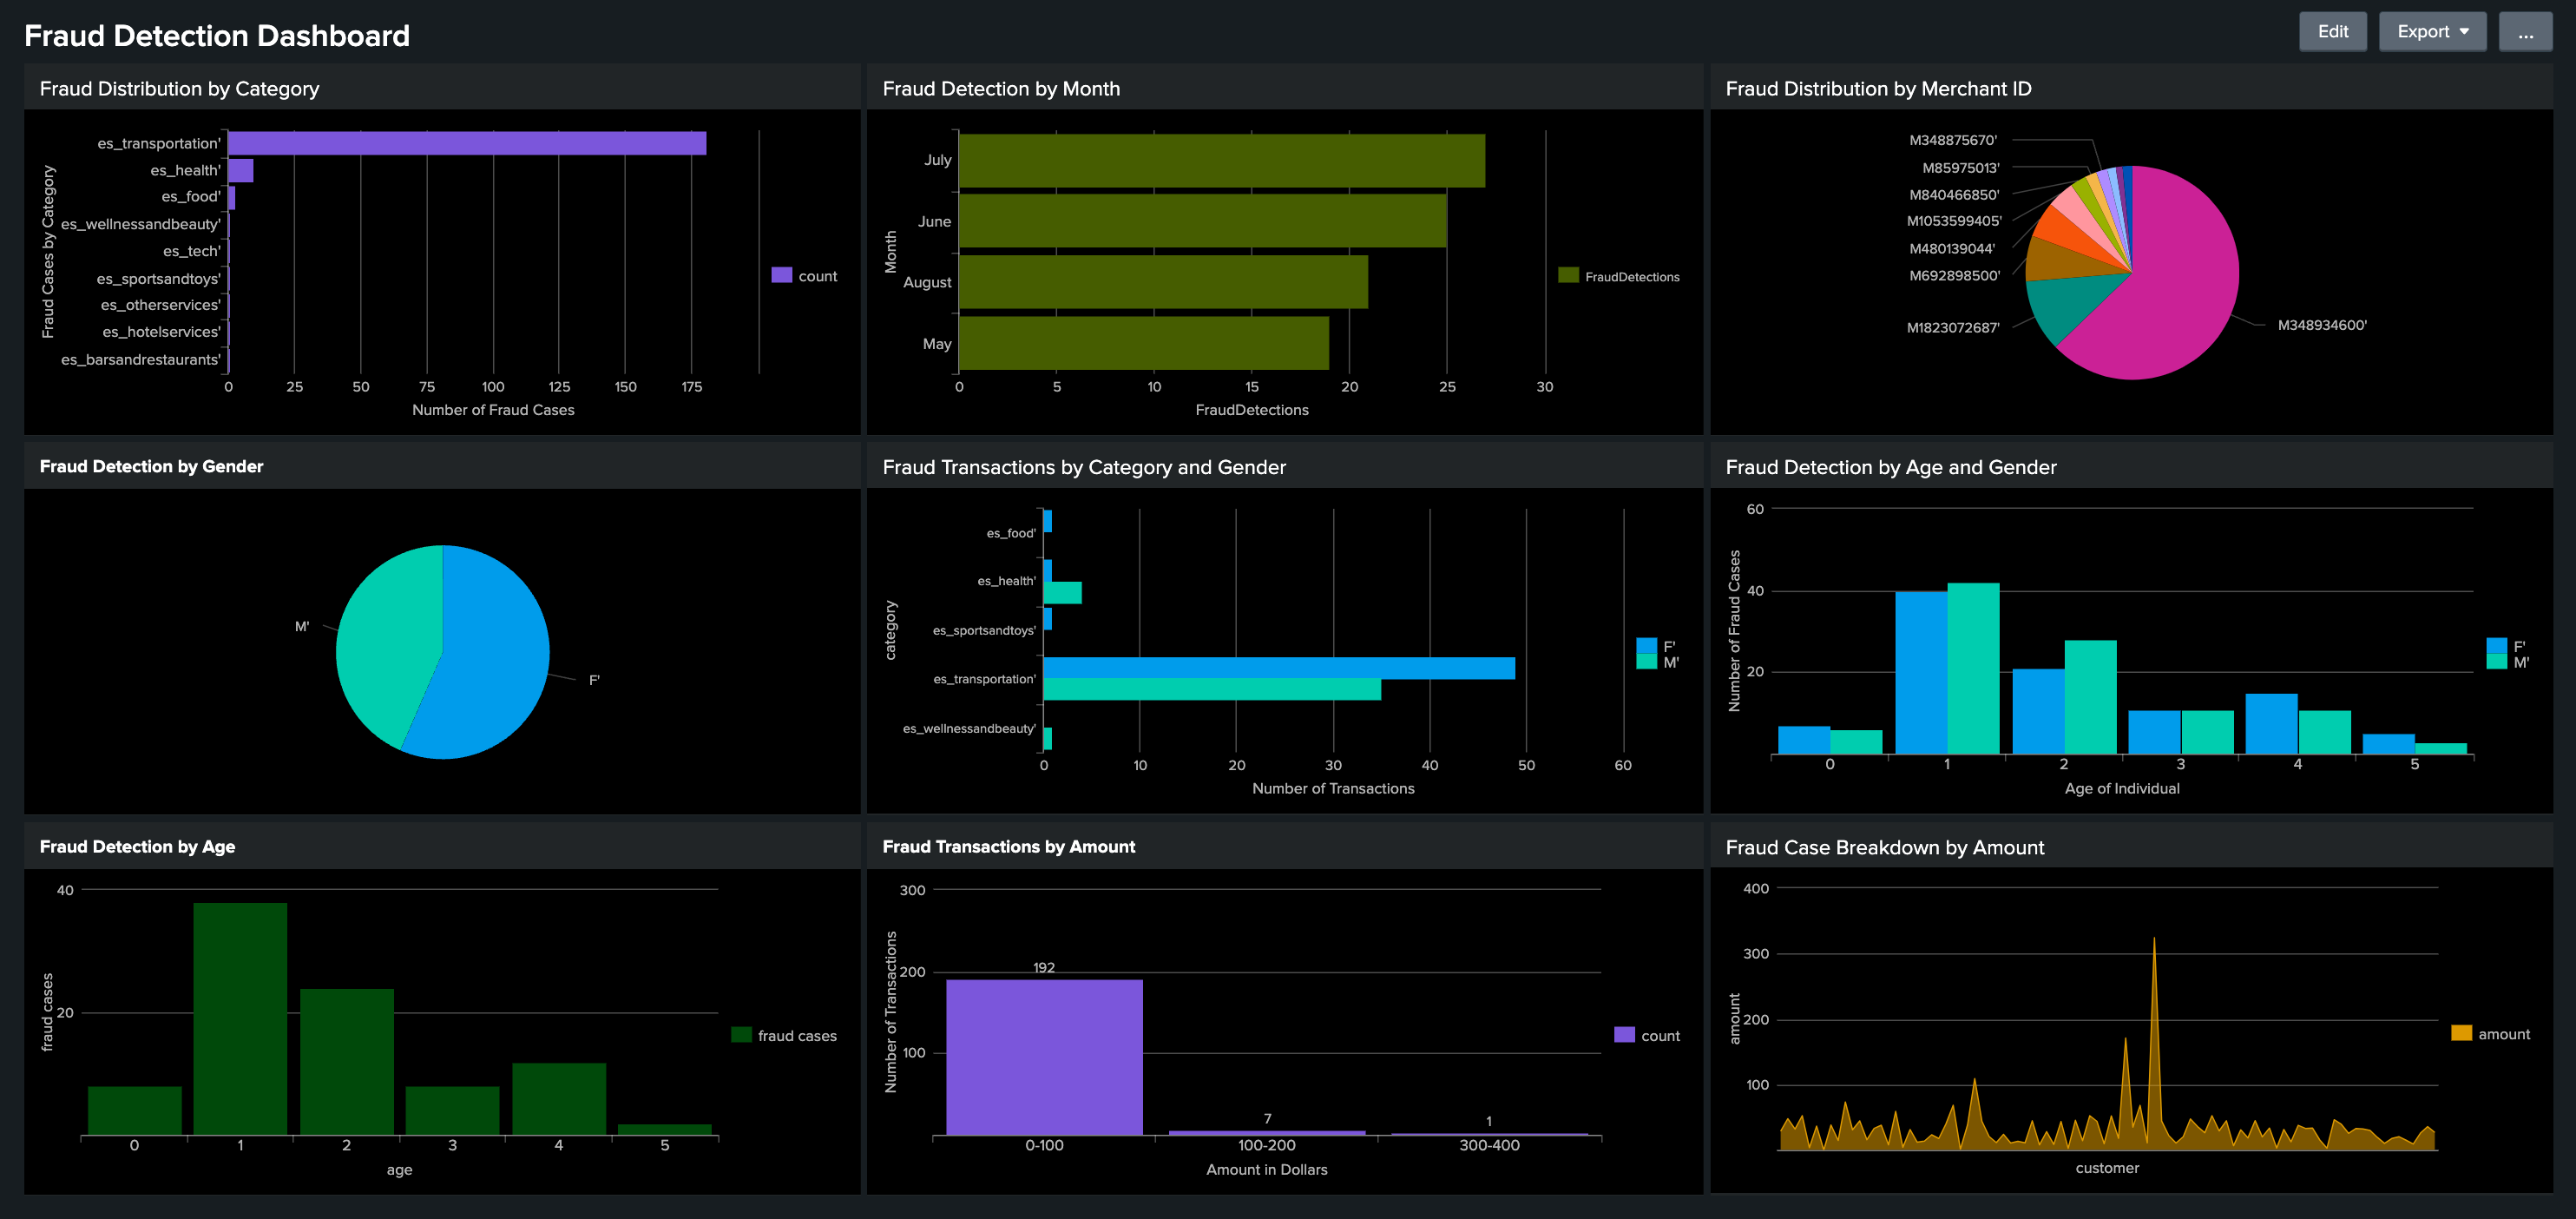 Fraud Detection Dashboard
Edit
Export
...
Fraud Distribution by Category
Fraud Cases by Category
es_transportation'
es_health'
es_food'
es_wellnessandbeauty'
es_tech'
es_sportsandtoys'
es_otherservices'
es_hotelservices'
es_barsandrestaurants'
0 25 50 75 100 125 150 175
Number of Fraud Cases
count
Fraud Detection by Month
Month
July
June
August
May
0 5 10 15 20 25 30
FraudDetections
FraudDetections
Fraud Distribution by Merchant ID
M348875670'
M85975013'
M840466850'
M1053599405'
M480139044'
M692898500'
M1823072687'
M348934600'
Fraud Detection by Gender
M'
F'
Fraud Transactions by Category and Gender
category
es_food'
es_health'
es_sportsandtoys'
es_transportation'
es_wellnessandbeauty'
0 10 20 30 40 50 60
Number of Transactions
F'
M'
Fraud Detection by Age and Gender
Number of Fraud Cases
60
40
20
0 1 2 3 4 5
Age of Individual
F'
M'
Fraud Detection by Age
fraud cases
40
20
0 1 2 3 4 5
age
fraud cases
Fraud Transactions by Amount
Number of Transactions
300
200
100
192
7
1
0-100 100-200 300-400
Amount in Dollars
count
Fraud Case Breakdown by Amount
amount
400
300
200
100
customer
amount